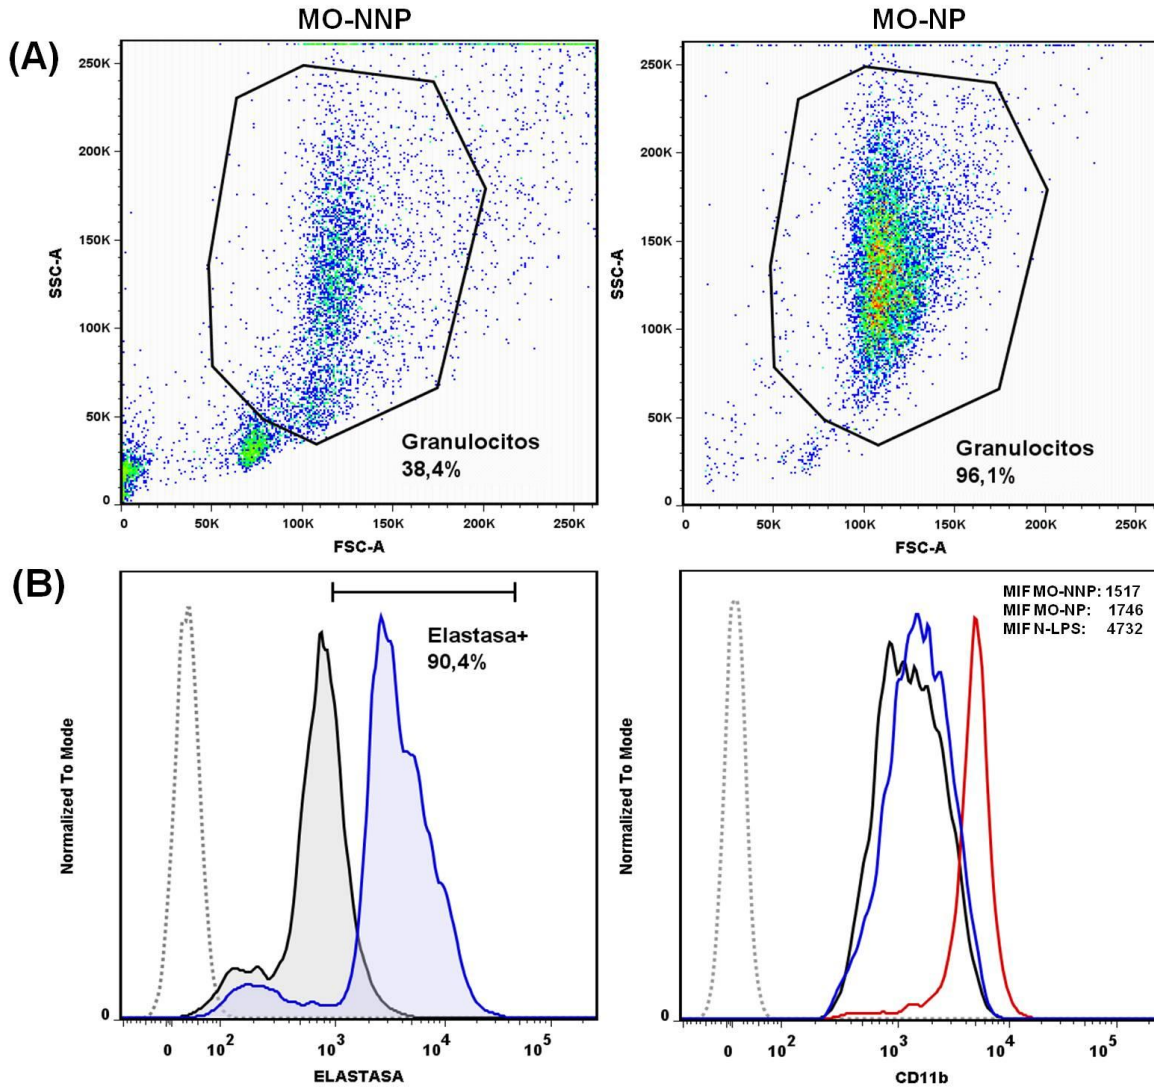 MO-NNP
MO-NP
(A)
250K
200K
150K
100K
50K
0
SSC-A
Granulocitos
38,4%
0
50K
100K
150K
200K
250K
FSC-A
250K
200K
150K
100K
50K
0
SSC-A
Granulocitos
96,1%
0
50K
100K
150K
200K
250K
FSC-A
(B)
Normalized To Mode
0
Elastasa+
90,4%
0
10^2
10^3
10^4
10^5
ELASTASA
Normalized To Mode
0
MIF MO-NNP: 1517
MIF MO-NP: 1746
MIF N-LPS: 4732
0
10^2
10^3
10^4
10^5
CD11b